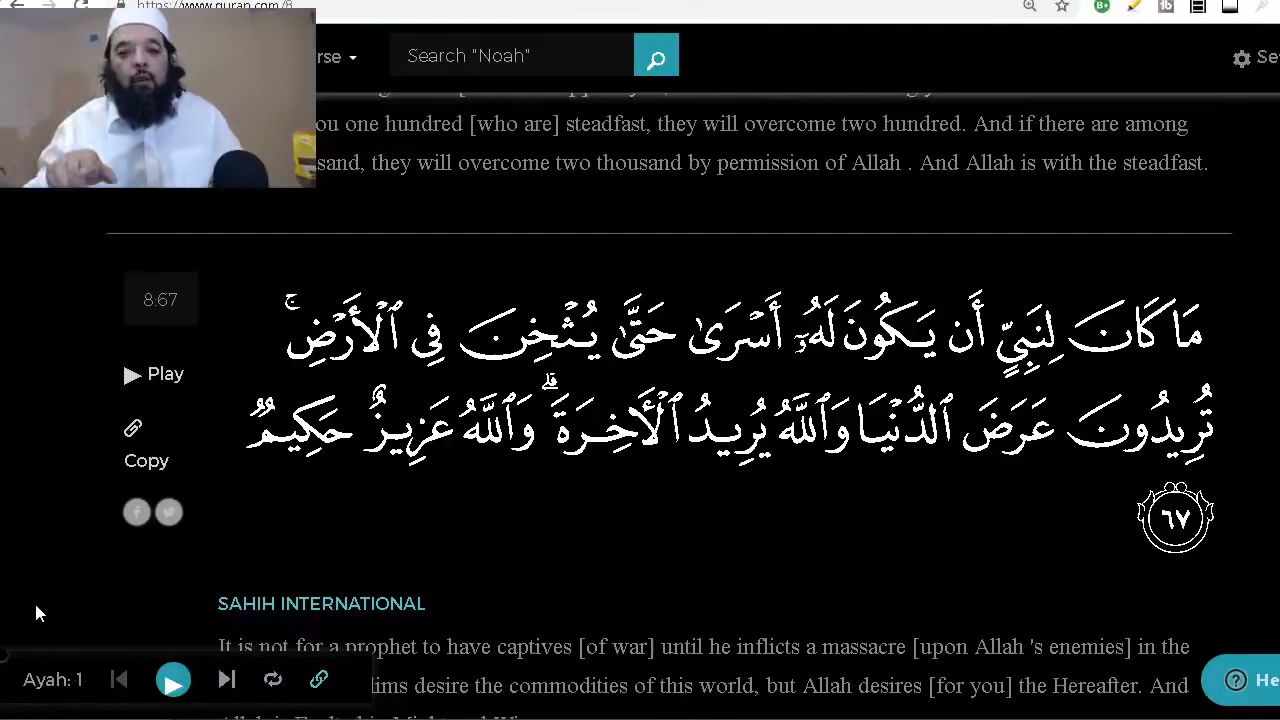 https://www.quran.com/8
rse
Search "Noah"
ou one hundred [who are] steadfast, they will overcome two hundred. And if there are among
sand, they will overcome two thousand by permission of Allah . And Allah is with the steadfast.
8:67
مَا كَانَ لِنَبِيٍّ أَن يَكُونَ لَهُۥٓ أَسْرَىٰ حَتَّىٰ يُثْخِنَ فِى ٱلْأَرْضِ ۚ
تُرِيدُونَ عَرَضَ ٱلدُّنْيَا وَٱللَّهُ يُرِيدُ ٱلْأَخِرَةَ ۗ وَٱللَّهُ عَزِيزٌ حَكِيمٌ
٦٧
Play
Copy
SAHIH INTERNATIONAL
It is not for a prophet to have captives [of war] until he inflicts a massacre [upon Allah 's enemies] in the
lims desire the commodities of this world, but Allah desires [for you] the Hereafter. And
Ayah: 1
He